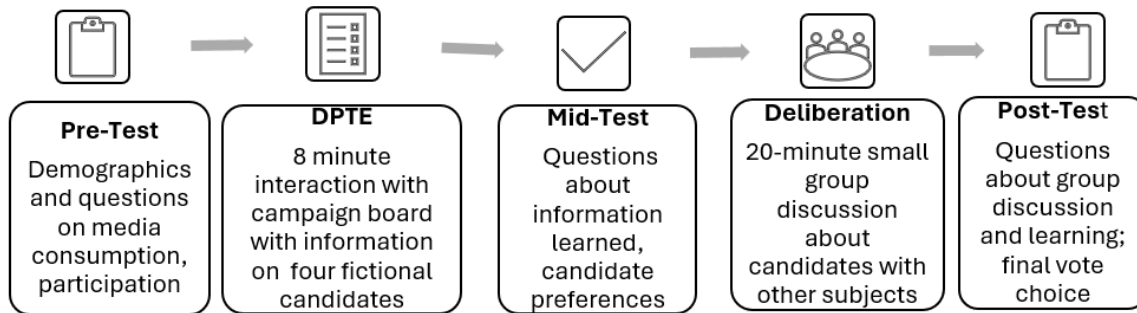 Pre-Test
Demographics
and questions
on media
consumption,
participation
DPTE
8 minute
interaction with
campaign board
with information
on four fictional
candidates
Mid-Test
Questions
about
information
learned,
candidate
preferences
Deliberation
20-minute small
group
discussion
about
candidates with
other subjects
Post-Test
Questions
about group
discussion
and learning;
final vote
choice